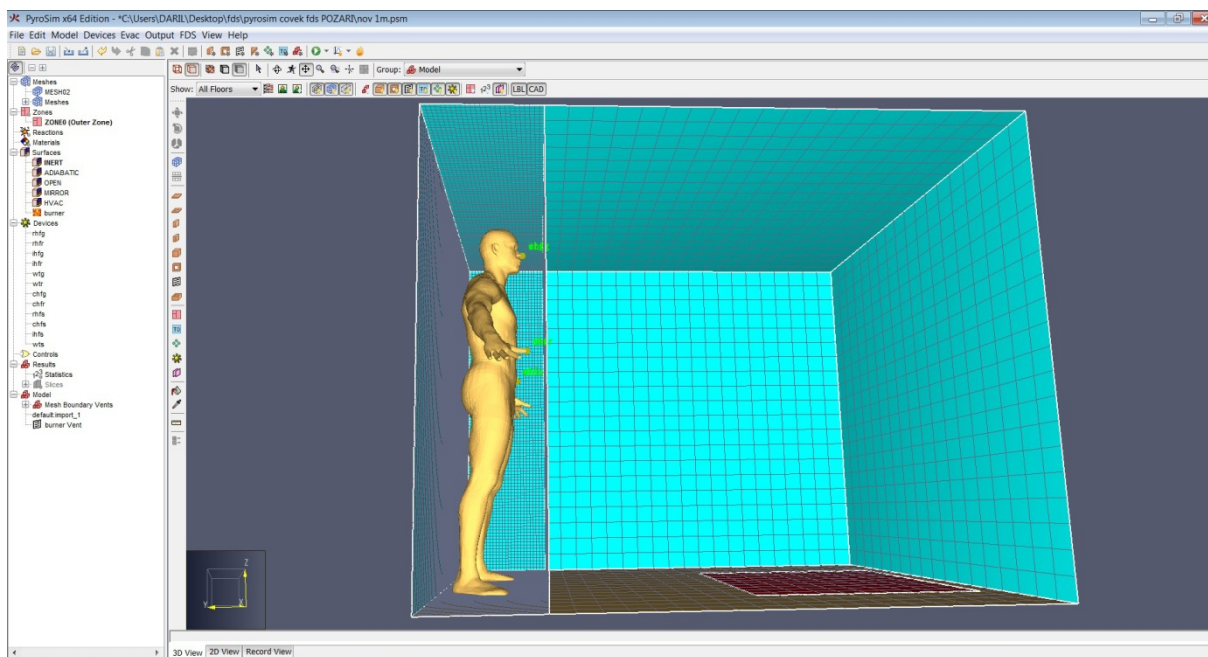 PyroSim x64 Edition - *C:\Users\DARIL\Desktop\fds\pyrosim covek fds POZARI\nov 1m.psm
File Edit Model Devices Evac Output FDS View Help
Group: Model
Show: All Floors
LBL CAD
Meshes
MESH02
Meshes
Zones
ZONE0 (Outer Zone)
Reactions
Materials
Surfaces
INERT
ADIABATIC
OPEN
MIRROR
HVAC
burner
Devices
rhfg
rhfr
ihfg
ihfr
wtg
wtr
chfg
chfr
rhfs
chfs
ihfs
wts
Controls
Results
Statistics
Slices
Model
Mesh Boundary Vents
default import_1
burner Vent
Z
Y
X
3D View 2D View Record View